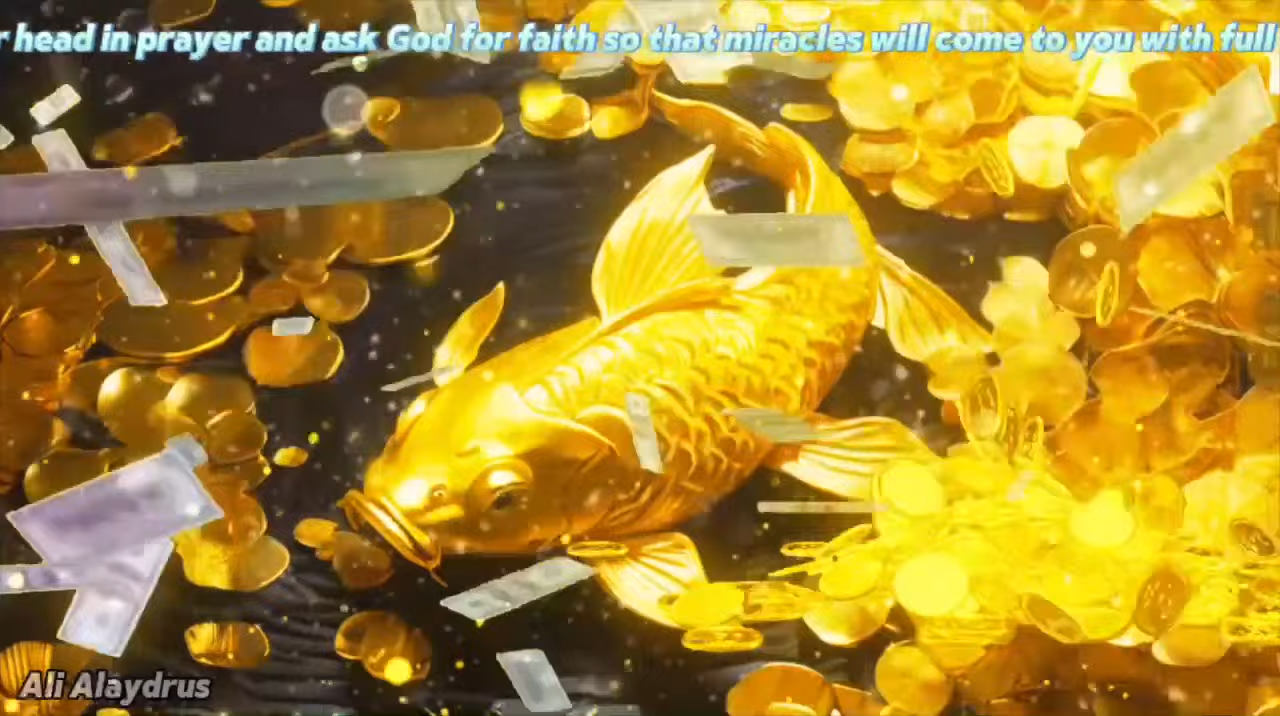 head in prayer and ask God for faith so that miracles will come to you with full
Ali Alaydrus